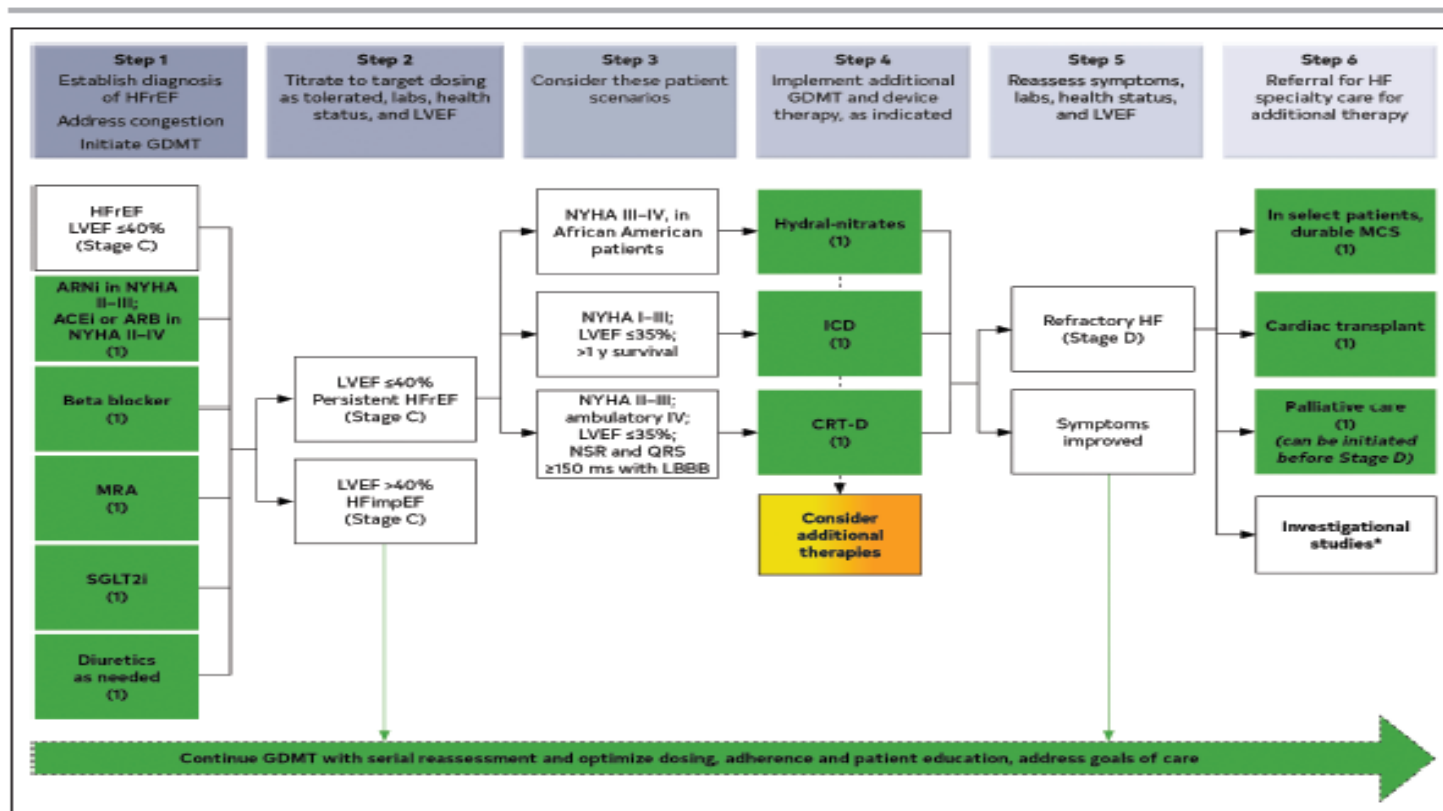 Step 1
Establish diagnosis
of HFrEF
Address congestion
Initiate GDMT
Step 2
Titrate to target dosing
as tolerated, labs, health
status, and LVEF
Step 3
Consider these patient
scenarios
Step 4
Implement additional
GDMT and device
therapy, as indicated
Step 5
Reassess symptoms,
labs, health status,
and LVEF
Step 6
Referral for HF
specialty care for
additional therapy
HFrEF
LVEF ≤40%
(Stage C)
ARNi in NYHA
II–III;
ACEi or ARB in
NYHA II–IV
(1)
Beta blocker
(1)
MRA
(1)
SGLT2i
(1)
Diuretics
as needed
(1)
LVEF ≤40%
Persistent HFrEF
(Stage C)
LVEF >40%
HFimpEF
(Stage C)
NYHA III–IV, in
African American
patients
NYHA I–III;
LVEF ≤35%;
>1 y survival
NYHA II–III;
ambulatory IV;
LVEF ≤35%;
NSR and QRS
≥150 ms with LBBB
Hydral-nitrates
(1)
ICD
(1)
CRT-D
(1)
Consider
additional
therapies
Refractory HF
(Stage D)
Symptoms
improved
In select patients,
durable MCS
(1)
Cardiac transplant
(1)
Palliative care
(1)
(can be initiated
before Stage D)
Investigational
studies*
Continue GDMT with serial reassessment and optimize dosing, adherence and patient education, address goals of care